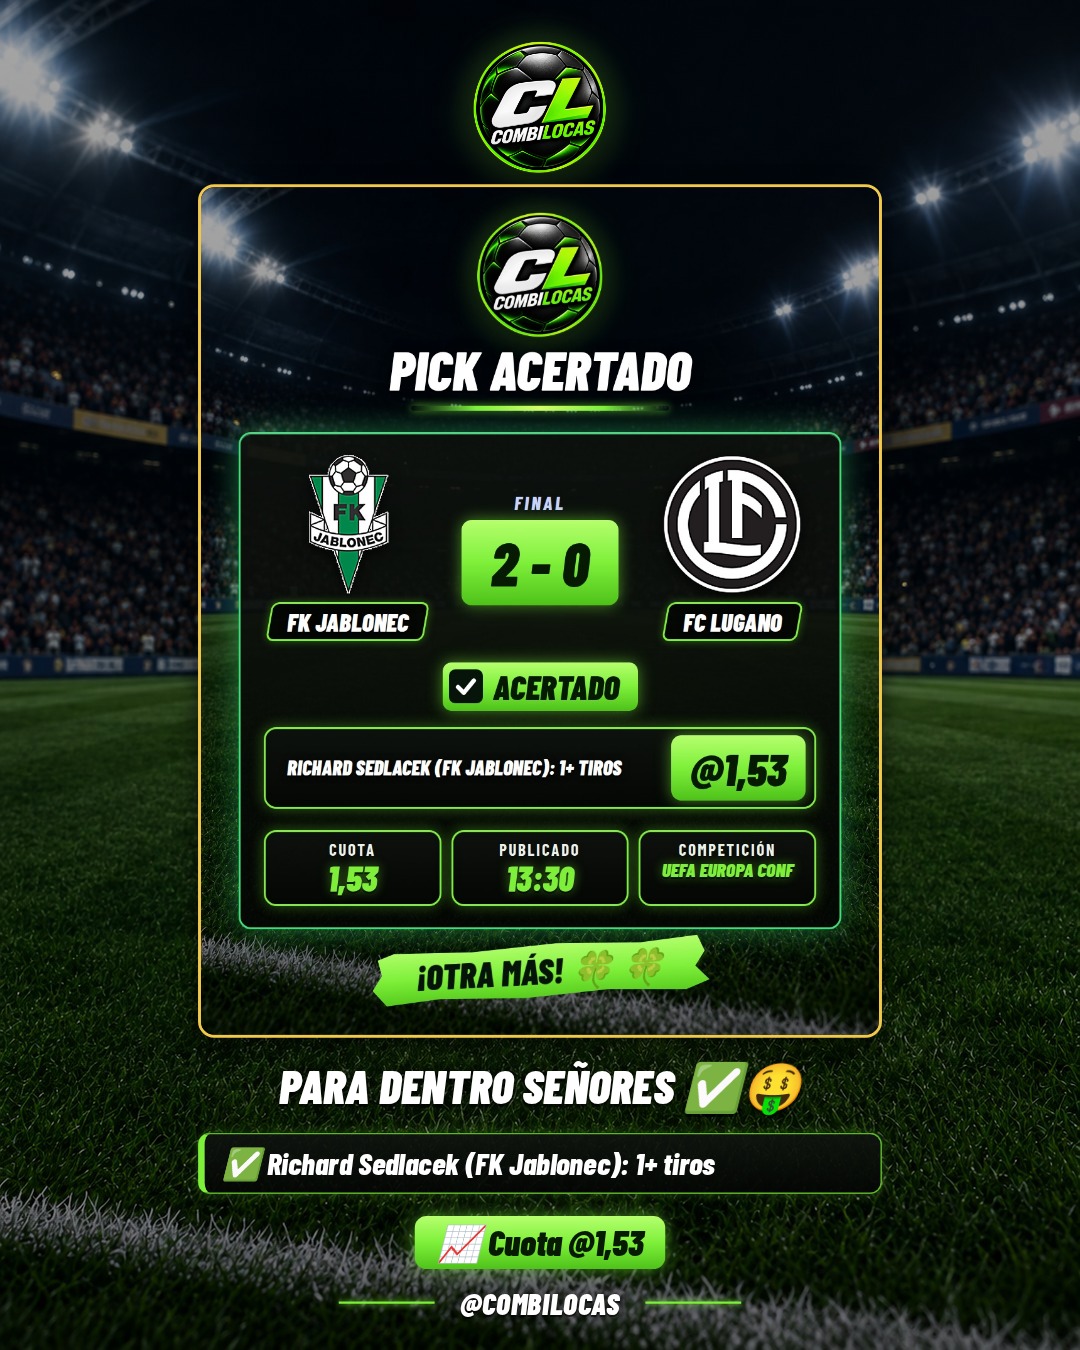 CL
COMBILOCAS
CL
COMBILOCAS
PICK ACERTADO
FK
JABLONEC
FINAL
2 - 0
LF
FK JABLONEC
FC LUGANO
ACERTADO
RICHARD SEDLACEK (FK JABLONEC): 1+ TIROS
@1,53
CUOTA
1,53
PUBLICADO
13:30
COMPETICIÓN
UEFA EUROPA CONF
¡OTRA MÁS! 🍀 🍀
PARA DENTRO SEÑORES ✅🤑
✅ Richard Sedlacek (FK Jablonec): 1+ tiros
📈 Cuota @1,53
@COMBILOCAS